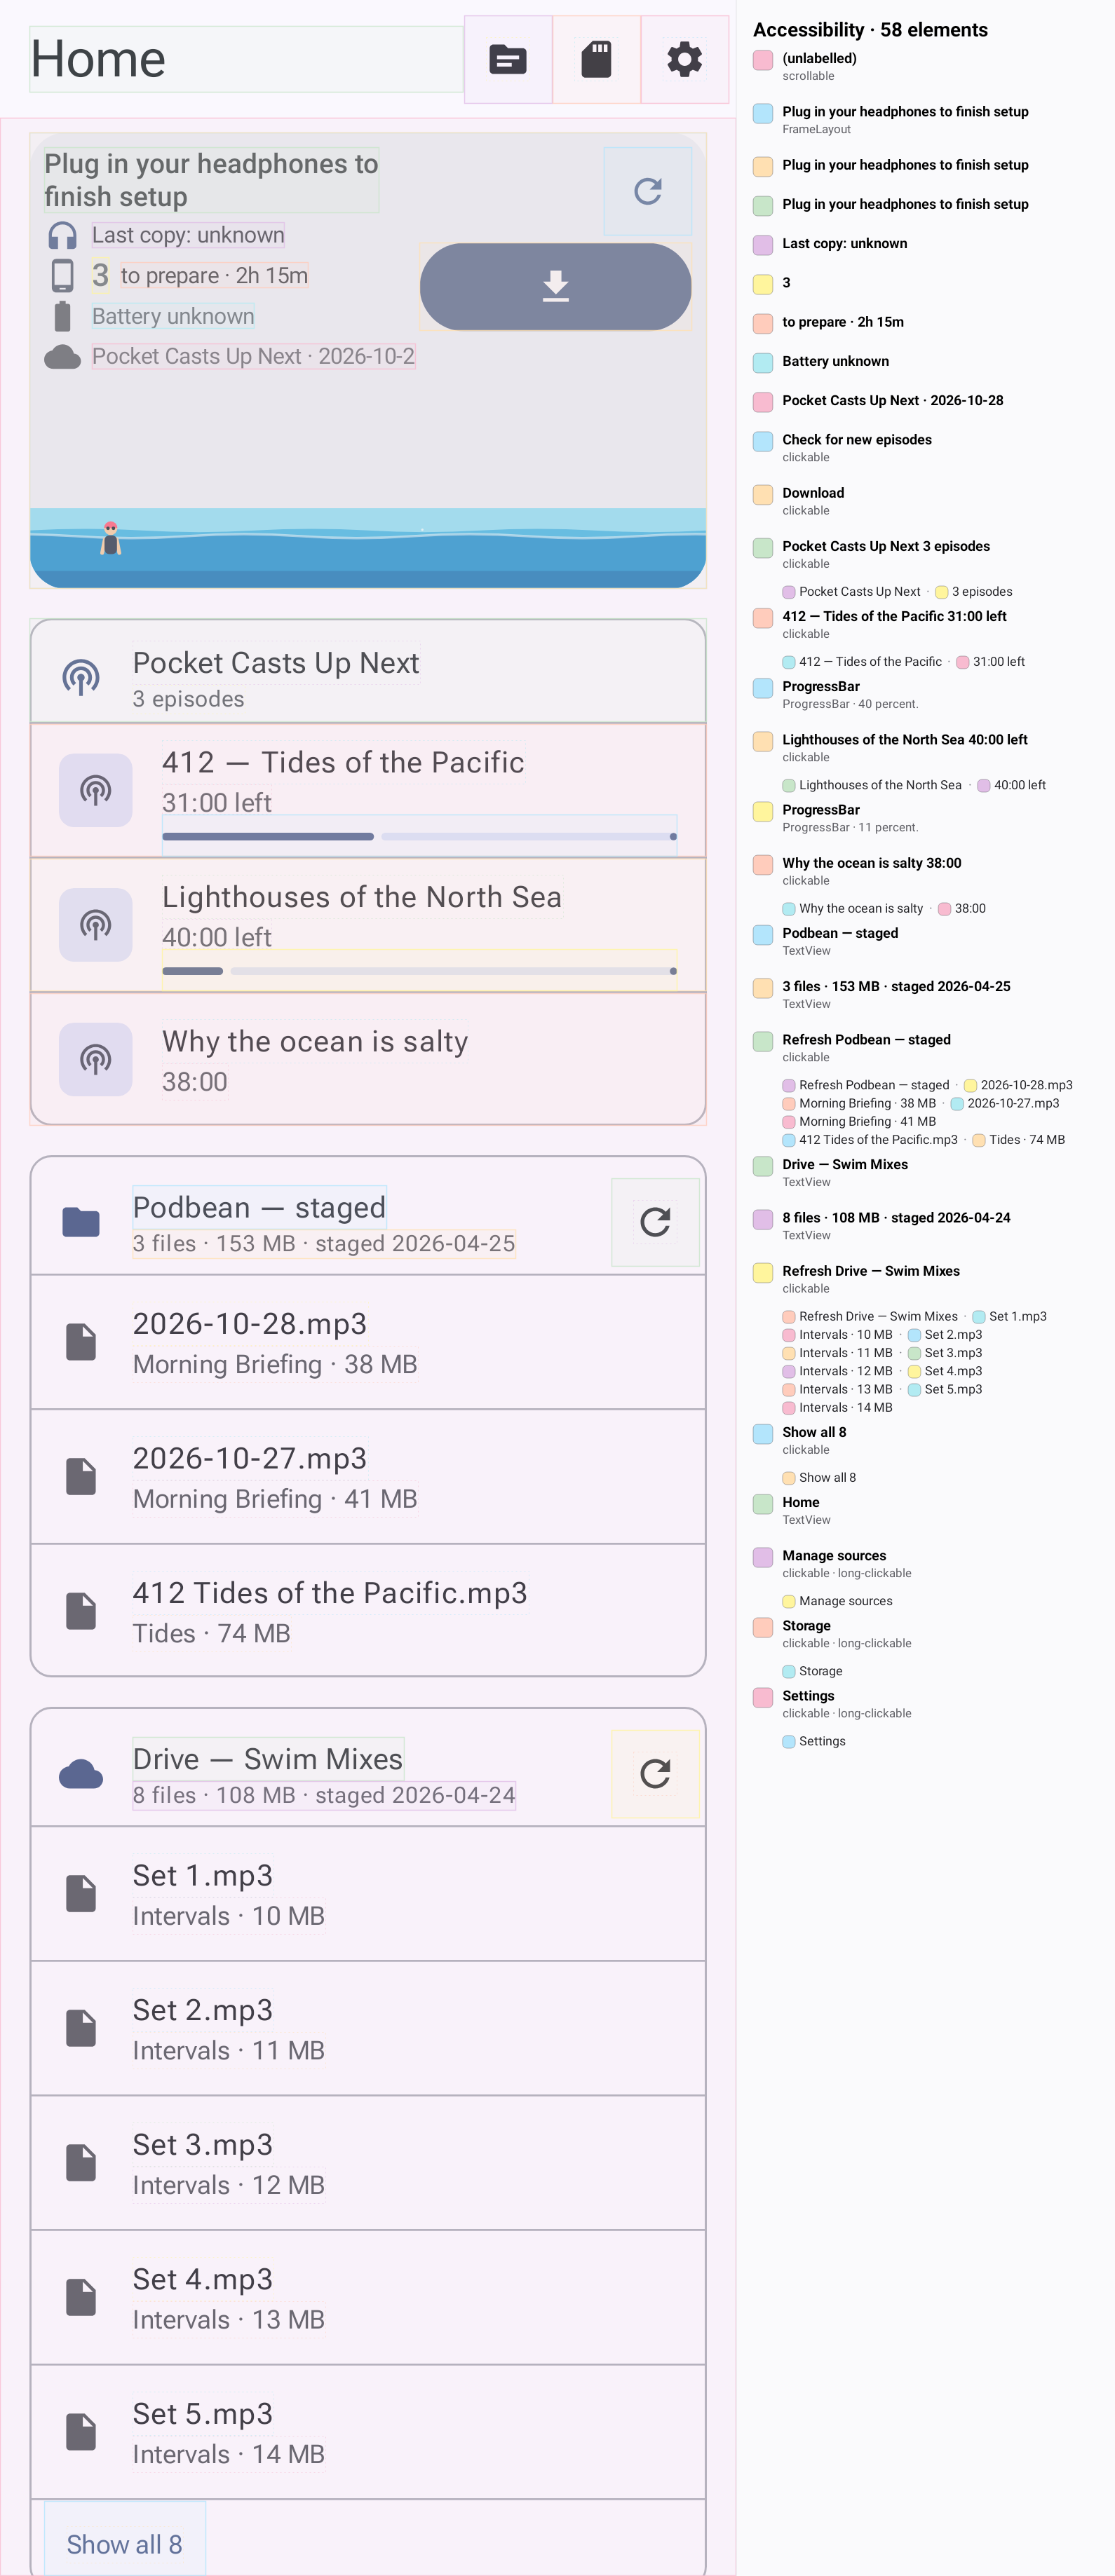 Home
Plug in your headphones to
finish setup
Last copy: unknown
3 to prepare · 2h 15m
Battery unknown
Pocket Casts Up Next · 2026-10-2
Pocket Casts Up Next
3 episodes
412 — Tides of the Pacific
31:00 left
Lighthouses of the North Sea
40:00 left
Why the ocean is salty
38:00
Podbean — staged
3 files · 153 MB · staged 2026-04-25
2026-10-28.mp3
Morning Briefing · 38 MB
2026-10-27.mp3
Morning Briefing · 41 MB
412 Tides of the Pacific.mp3
Tides · 74 MB
Drive — Swim Mixes
8 files · 108 MB · staged 2026-04-24
Set 1.mp3
Intervals · 10 MB
Set 2.mp3
Intervals · 11 MB
Set 3.mp3
Intervals · 12 MB
Set 4.mp3
Intervals · 13 MB
Set 5.mp3
Intervals · 14 MB
Show all 8
Accessibility · 58 elements
(unlabelled)
scrollable
Plug in your headphones to finish setup
FrameLayout
Plug in your headphones to finish setup
Plug in your headphones to finish setup
Last copy: unknown
3
to prepare · 2h 15m
Battery unknown
Pocket Casts Up Next · 2026-10-28
Check for new episodes
clickable
Download
clickable
Pocket Casts Up Next 3 episodes
clickable
Pocket Casts Up Next · 3 episodes
412 — Tides of the Pacific 31:00 left
clickable
412 — Tides of the Pacific · 31:00 left
ProgressBar
ProgressBar · 40 percent.
Lighthouses of the North Sea 40:00 left
clickable
Lighthouses of the North Sea · 40:00 left
ProgressBar
ProgressBar · 11 percent.
Why the ocean is salty 38:00
clickable
Why the ocean is salty · 38:00
Podbean — staged
TextView
3 files · 153 MB · staged 2026-04-25
TextView
Refresh Podbean — staged
clickable
Refresh Podbean — staged · 2026-10-28.mp3
Morning Briefing · 38 MB · 2026-10-27.mp3
Morning Briefing · 41 MB
412 Tides of the Pacific.mp3 · Tides · 74 MB
Drive — Swim Mixes
TextView
8 files · 108 MB · staged 2026-04-24
TextView
Refresh Drive — Swim Mixes
clickable
Refresh Drive — Swim Mixes · Set 1.mp3
Intervals · 10 MB · Set 2.mp3
Intervals · 11 MB · Set 3.mp3
Intervals · 12 MB · Set 4.mp3
Intervals · 13 MB · Set 5.mp3
Intervals · 14 MB
Show all 8
clickable
Show all 8
Home
TextView
Manage sources
clickable · long-clickable
Manage sources
Storage
clickable · long-clickable
Storage
Settings
clickable · long-clickable
Settings